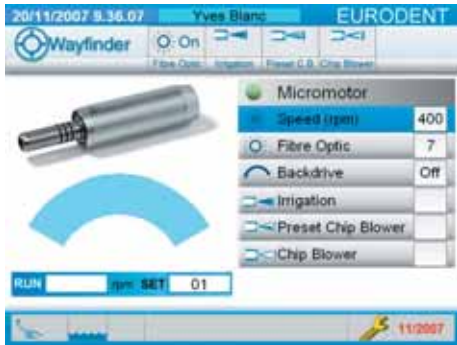 20/11/2007 9.36.07 Yves Blanc EURODENT
Wayfinder : On
Fibre Optic Irrigation Preset C.B. Chip Blower
Micromotor
Speed (rpm) 400
Fibre Optic 7
Backdrive Off
Irrigation
Preset Chip Blower
Chip Blower
RUN rpm SET 01
11/2007